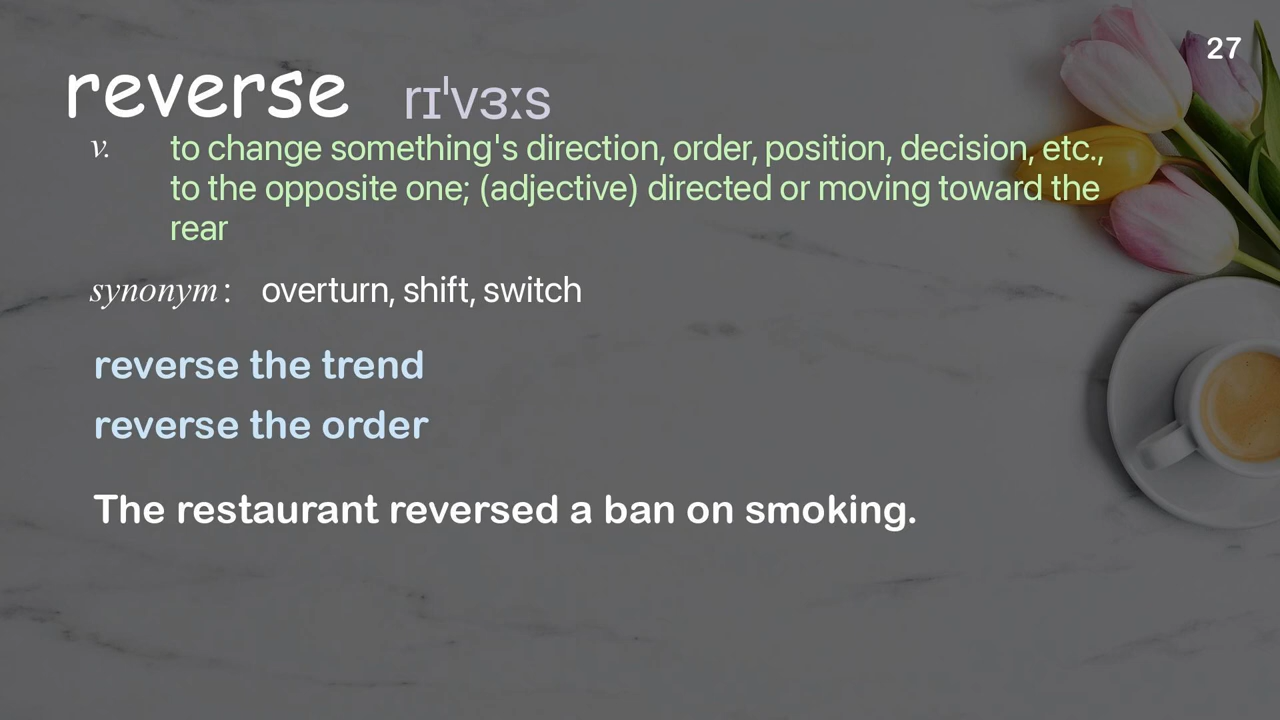 27
reverse rɪˈvɜːs
v. to change something's direction, order, position, decision, etc.,
to the opposite one; (adjective) directed or moving toward the
rear
synonym: overturn, shift, switch
reverse the trend
reverse the order
The restaurant reversed a ban on smoking.